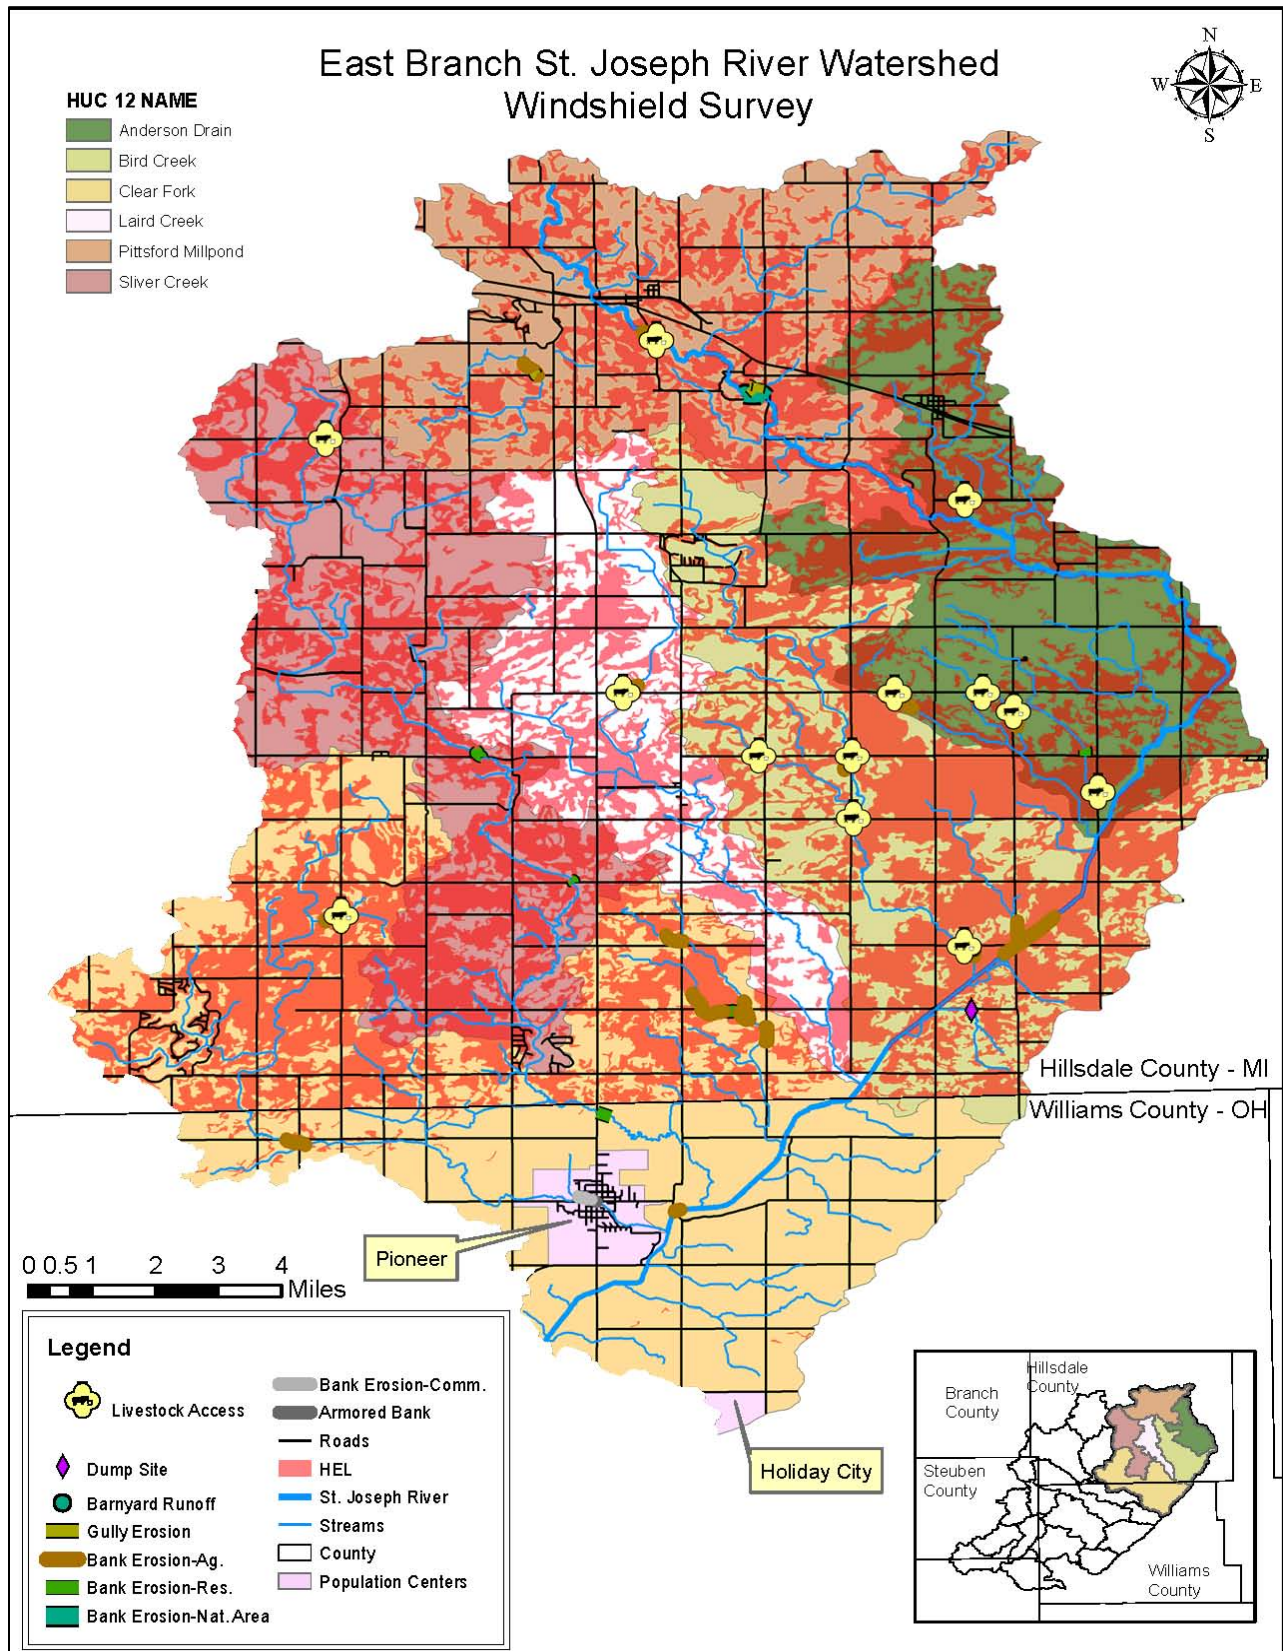 East Branch St. Joseph River Watershed
Windshield Survey
N
W E
S
HUC 12 NAME
Anderson Drain
Bird Creek
Clear Fork
Laird Creek
Pittsford Millpond
Sliver Creek
Hillsdale County - MI
Williams County - OH
Pioneer
0 0.5 1 2 3 4
Miles
Holiday City
Legend
Livestock Access
Dump Site
Barnyard Runoff
Gully Erosion
Bank Erosion-Ag.
Bank Erosion-Res.
Bank Erosion-Nat.Area
Bank Erosion-Comm.
Armored Bank
Roads
HEL
St. Joseph River
Streams
County
Population Centers
Hillsdale
County
Branch
County
Steuben
County
Williams
County